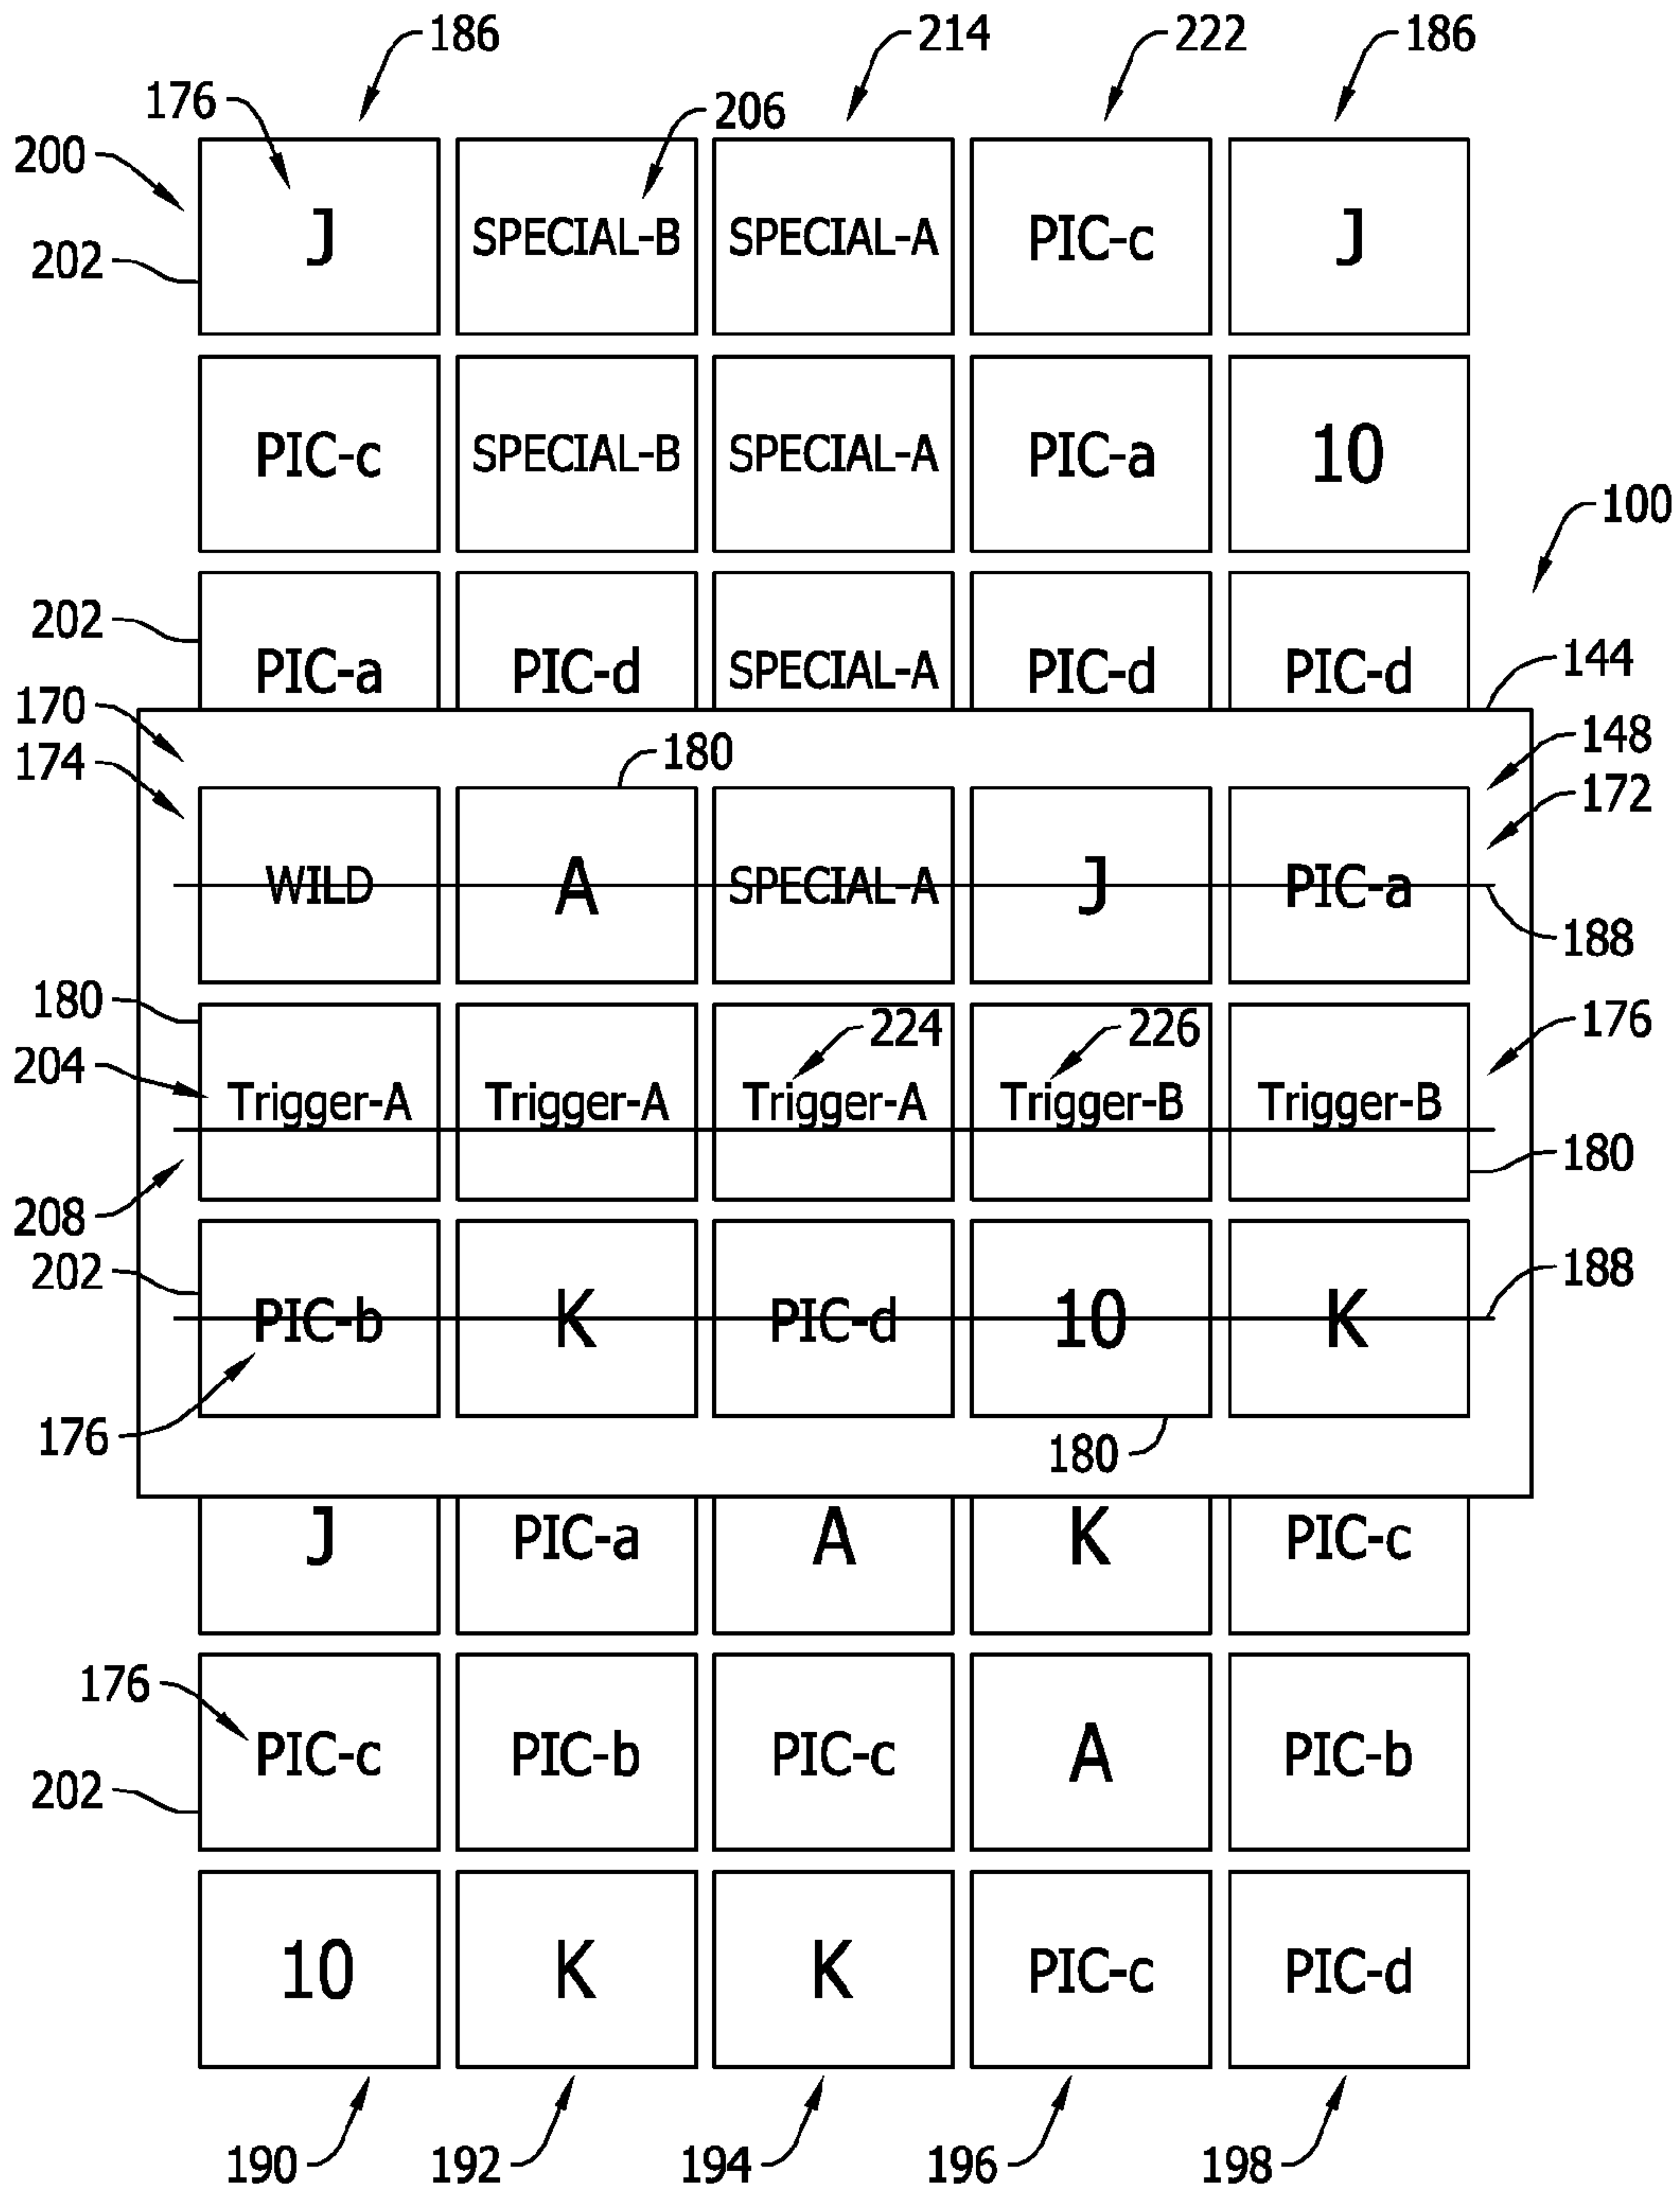 186 214 222 186
176 206
200
J SPECIAL-B SPECIAL-A PIC-c J
202
PIC-c SPECIAL-B SPECIAL-A PIC-a 10
100
202
PIC-a PIC-d SPECIAL-A PIC-d PIC-d
144
170
180 148
174
172
WILD A SPECIAL-A J PIC-a
188
180
224 226 176
204
Trigger-A Trigger-A Trigger-A Trigger-B Trigger-B
180
208
202 188
PIC-b K PIC-d 10 K
176
180
J PIC-a A K PIC-c
176
PIC-c PIC-b PIC-c A PIC-b
202
10 K K PIC-c PIC-d
190 192 194 196 198